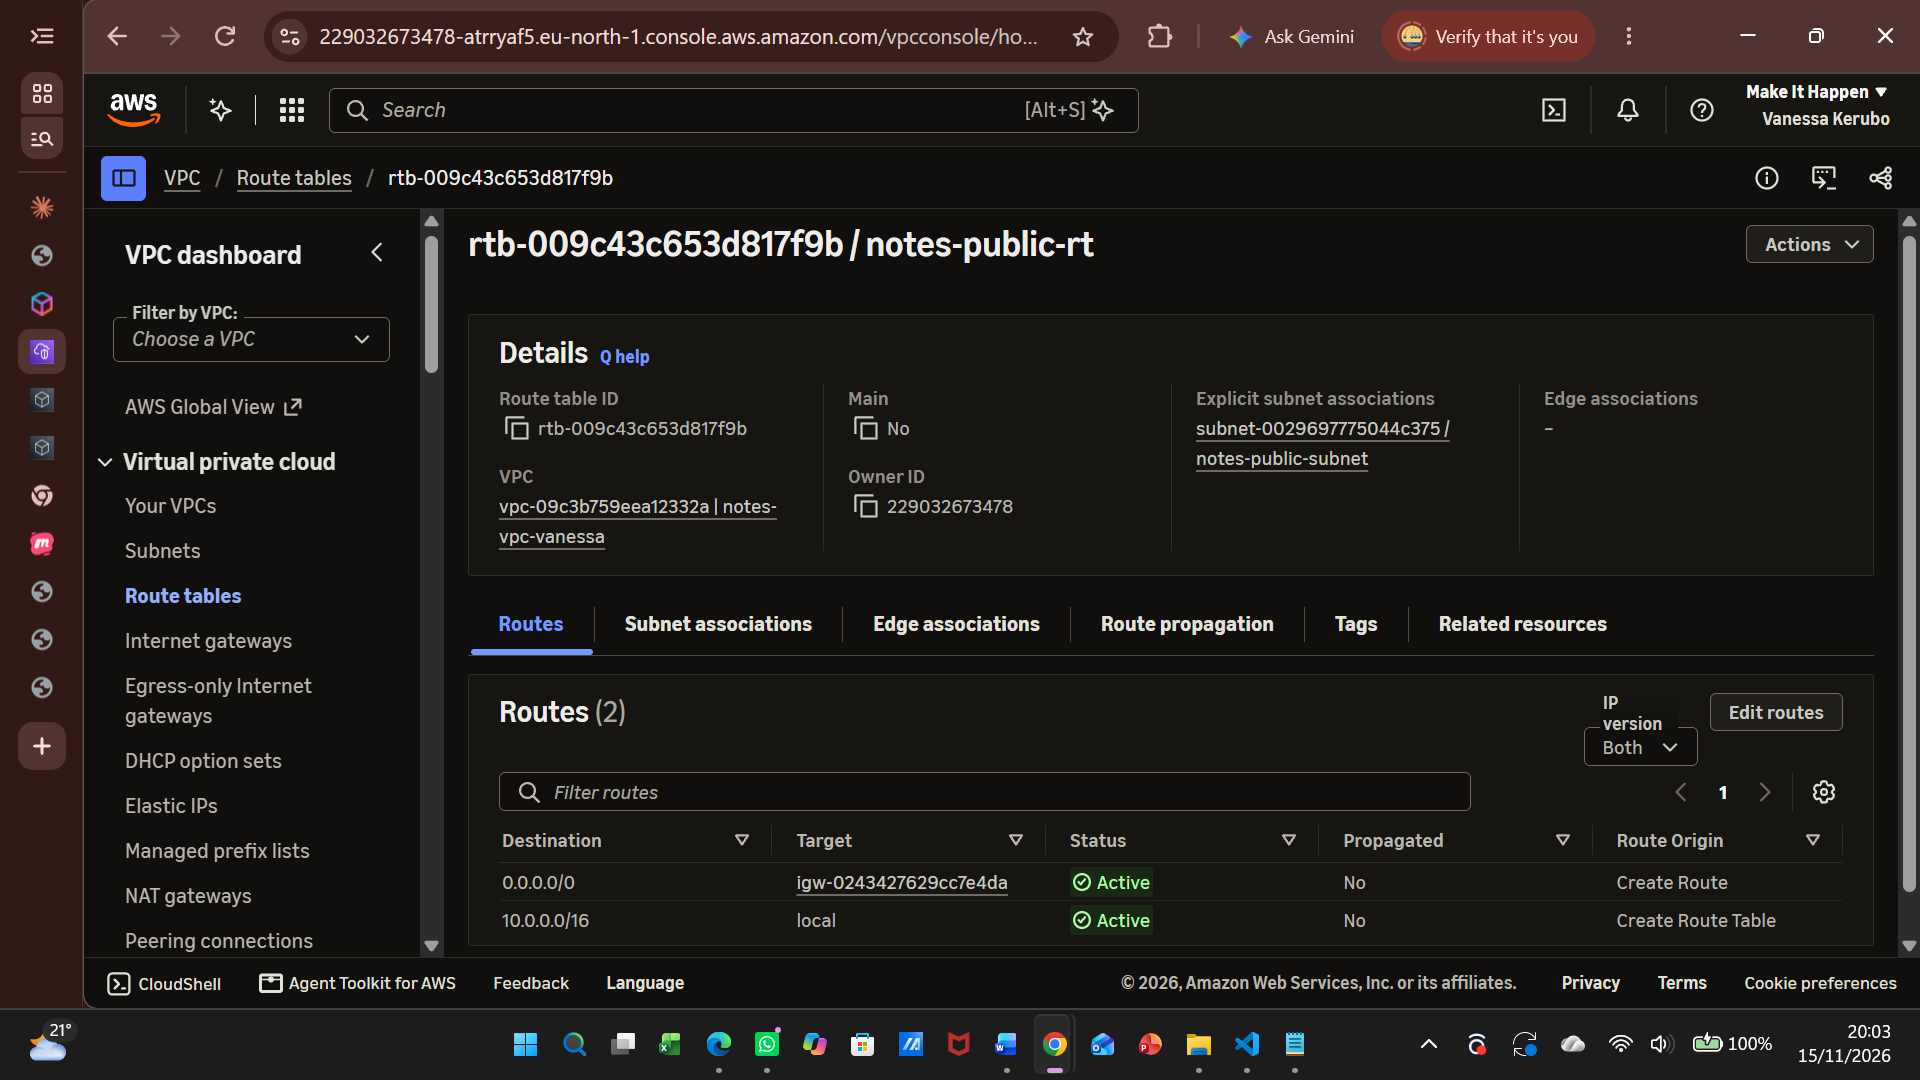 229032673478-atrryaf5.eu-north-1.console.aws.amazon.com/vpcconsole/ho...
Ask Gemini
Verify that it's you
aws
Search
[Alt+S]
Make It Happen
Vanessa Kerubo
VPC / Route tables / rtb-009c43c653d817f9b
VPC dashboard
Filter by VPC:
Choose a VPC
AWS Global View
Virtual private cloud
Your VPCs
Subnets
Route tables
Internet gateways
Egress-only Internet
gateways
DHCP option sets
Elastic IPs
Managed prefix lists
NAT gateways
Peering connections
rtb-009c43c653d817f9b / notes-public-rt
Actions
Details Q help
Route table ID
rtb-009c43c653d817f9b
Main
No
Explicit subnet associations
subnet-0029697775044c375 /
notes-public-subnet
Edge associations
–
VPC
vpc-09c3b759eea12332a | notes-
vpc-vanessa
Owner ID
229032673478
Routes Subnet associations Edge associations Route propagation Tags Related resources
Routes (2)
IP
version
Both
Edit routes
Filter routes
1
Destination Target Status Propagated Route Origin
0.0.0.0/0 igw-0243427629cc7e4da Active No Create Route
10.0.0.0/16 local Active No Create Route Table
CloudShell Agent Toolkit for AWS Feedback Language © 2026, Amazon Web Services, Inc. or its affiliates. Privacy Terms Cookie preferences
21°
100%
20:03
15/11/2026